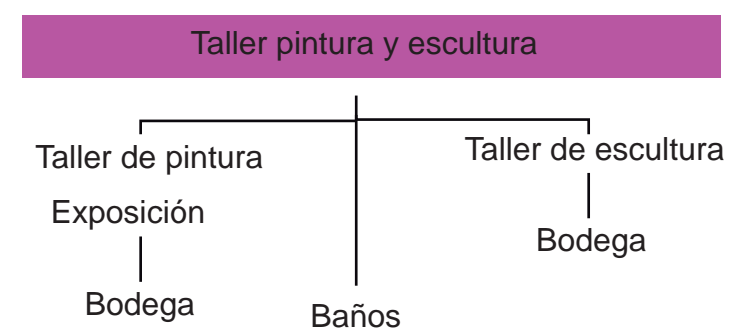 Taller pintura y escultura
Taller de pintura
Taller de escultura
Exposición
Bodega
Bodega
Baños